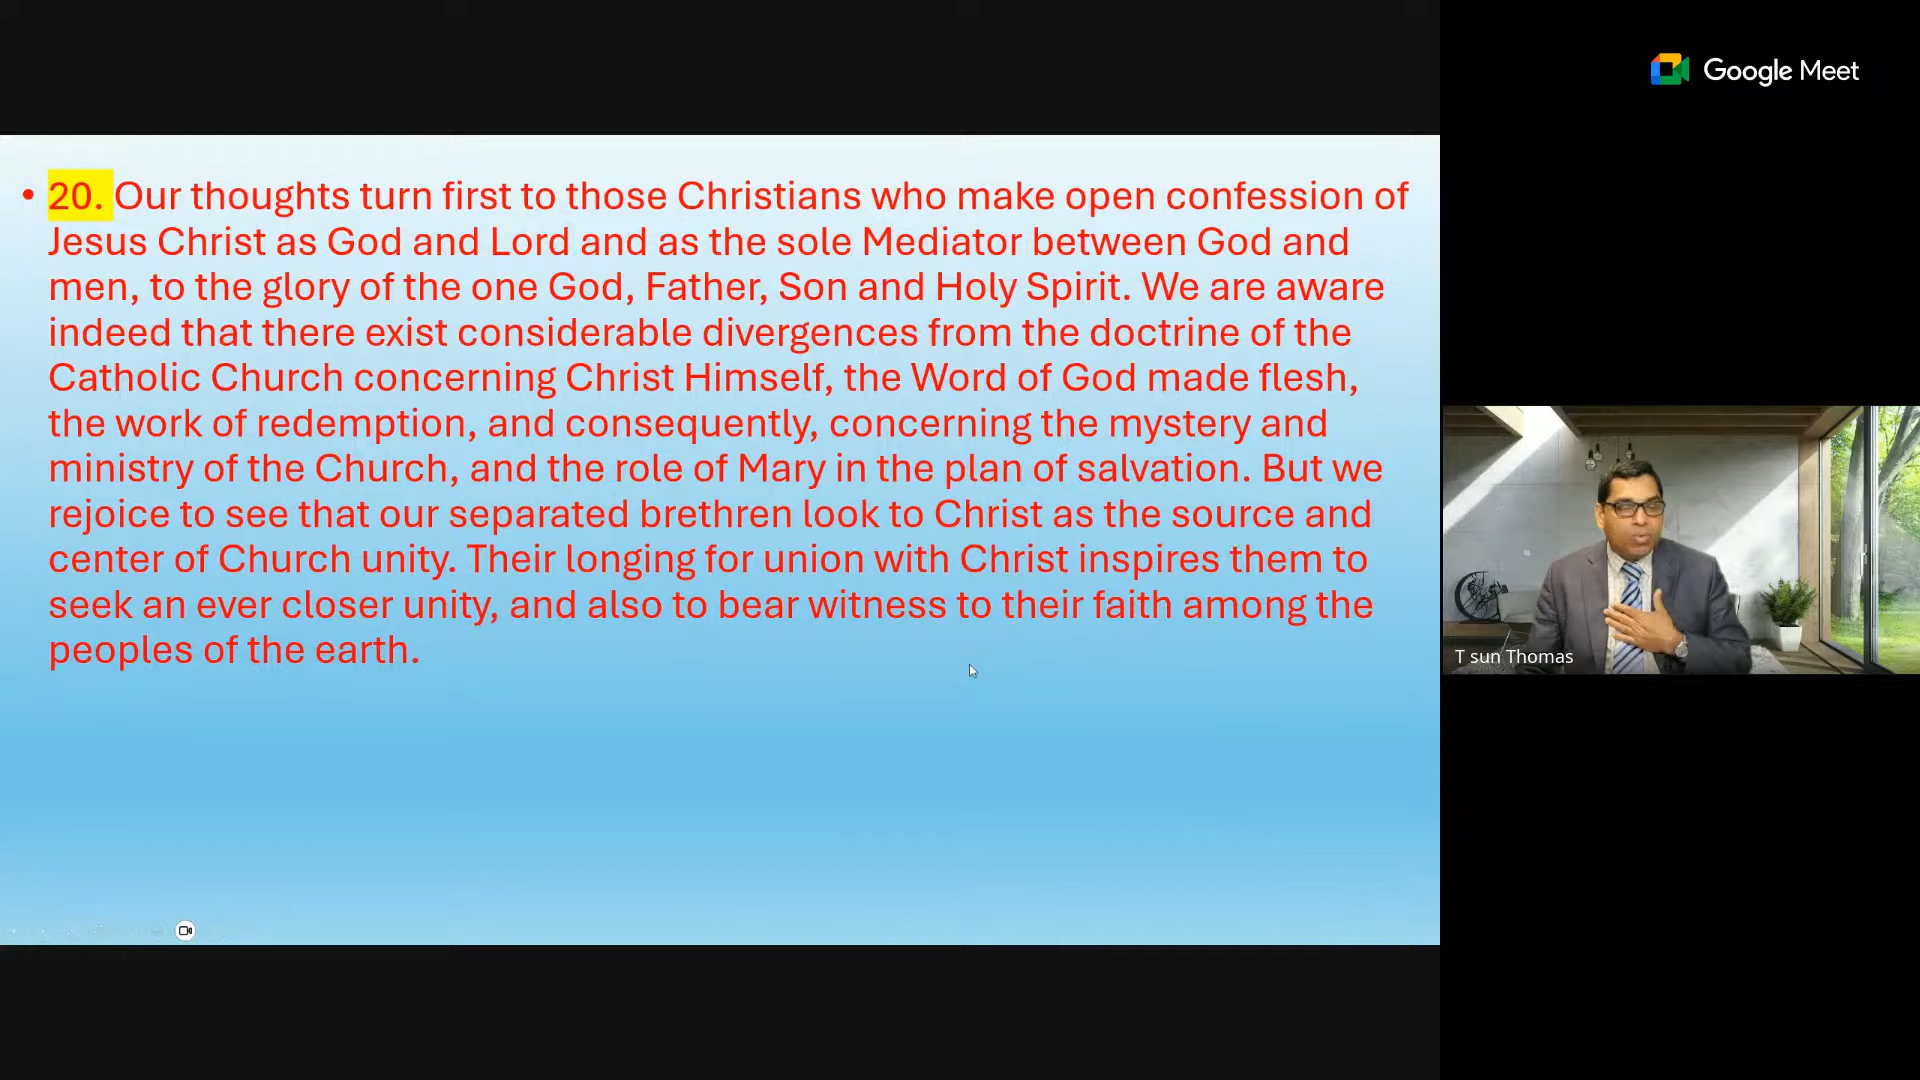 Google Meet
• 20. Our thoughts turn first to those Christians who make open confession of
Jesus Christ as God and Lord and as the sole Mediator between God and
men, to the glory of the one God, Father, Son and Holy Spirit. We are aware
indeed that there exist considerable divergences from the doctrine of the
Catholic Church concerning Christ Himself, the Word of God made flesh,
the work of redemption, and consequently, concerning the mystery and
ministry of the Church, and the role of Mary in the plan of salvation. But we
rejoice to see that our separated brethren look to Christ as the source and
center of Church unity. Their longing for union with Christ inspires them to
seek an ever closer unity, and also to bear witness to their faith among the
peoples of the earth.
T sun Thomas